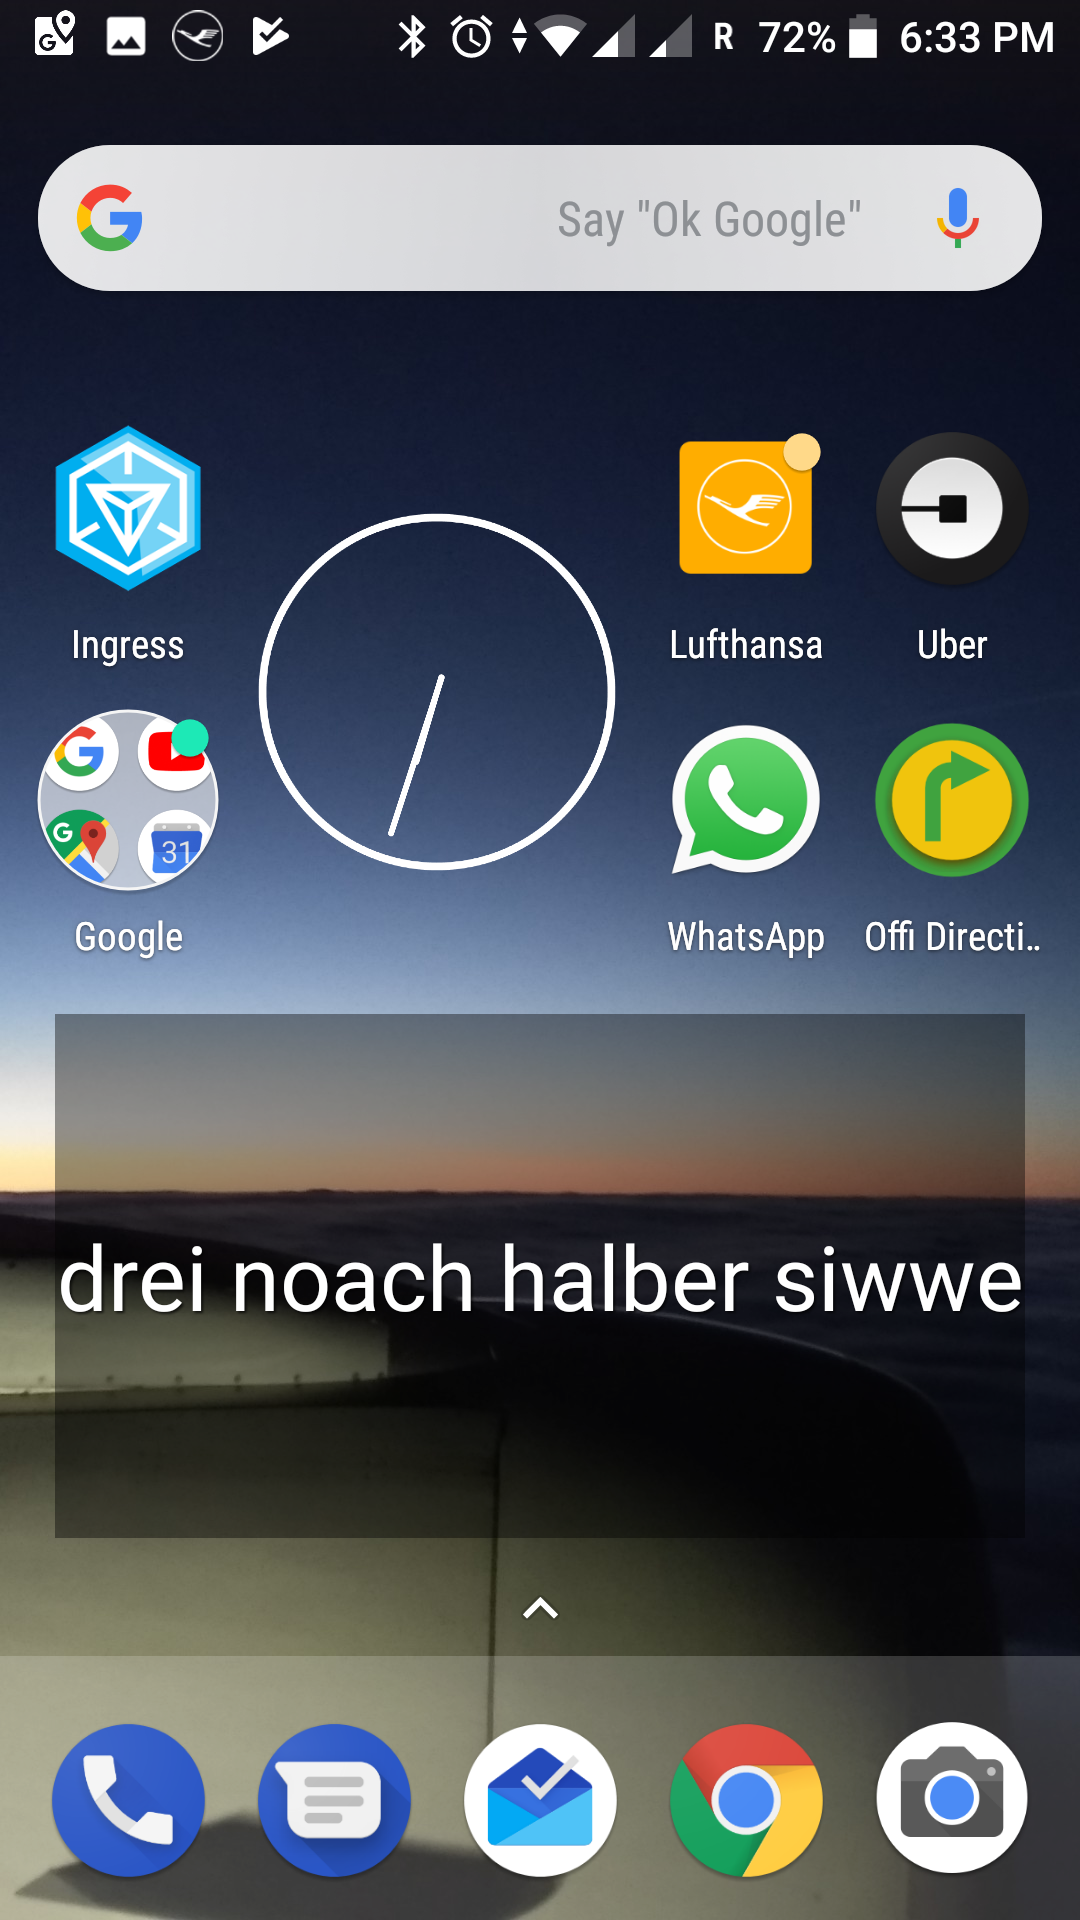 R 72% 6:33 PM
Say "Ok Google"
Ingress
Lufthansa
Uber
31
Google
WhatsApp
Offi Directi..
drei noach halber siwwe